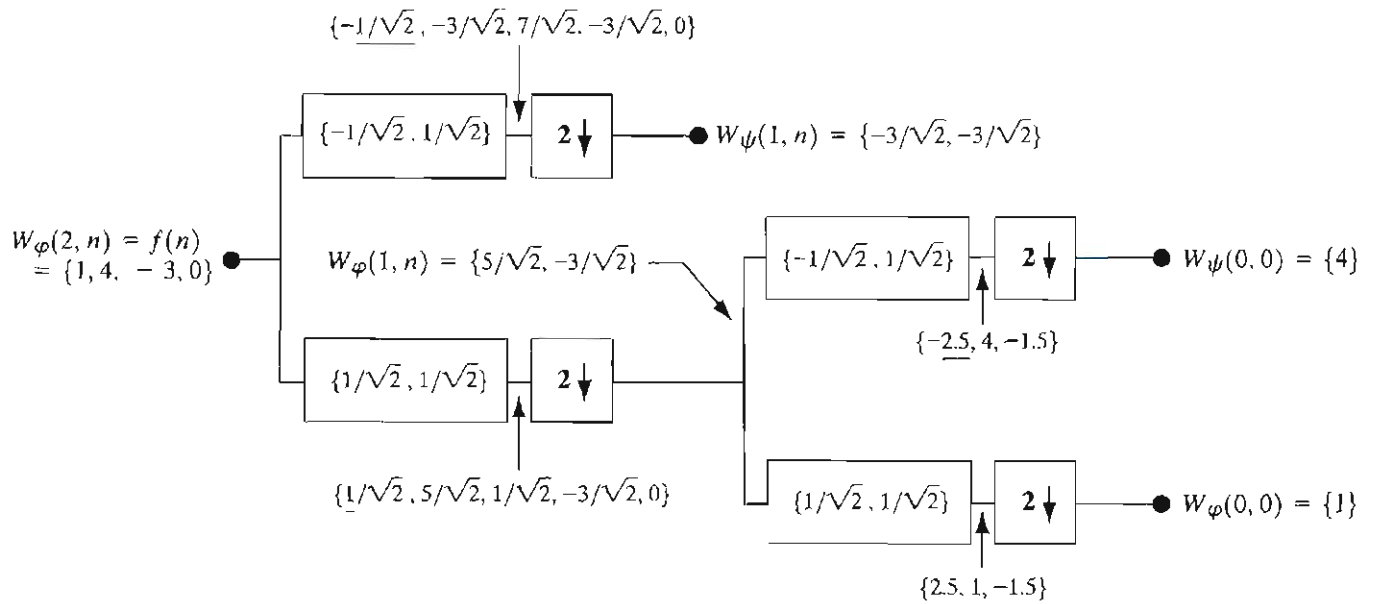 {-1/√2, -3/√2, 7/√2. -3/√2, 0}
{-1/√2, 1/√2}
2↓
W_ψ(1, n) = {-3/√2, -3/√2}
W_φ(2, n) = f(n)
= {1, 4, -3, 0}
W_φ(1, n) = {5/√2, -3/√2}
{-1/√2, 1/√2}
2↓
W_ψ(0, 0) = {4}
{-2.5, 4, -1.5}
{1/√2, 1/√2}
2↓
{1/√2, 5/√2, 1/√2, -3/√2, 0}
{1/√2, 1/√2}
2↓
W_φ(0, 0) = {1}
{2.5, 1, -1.5}